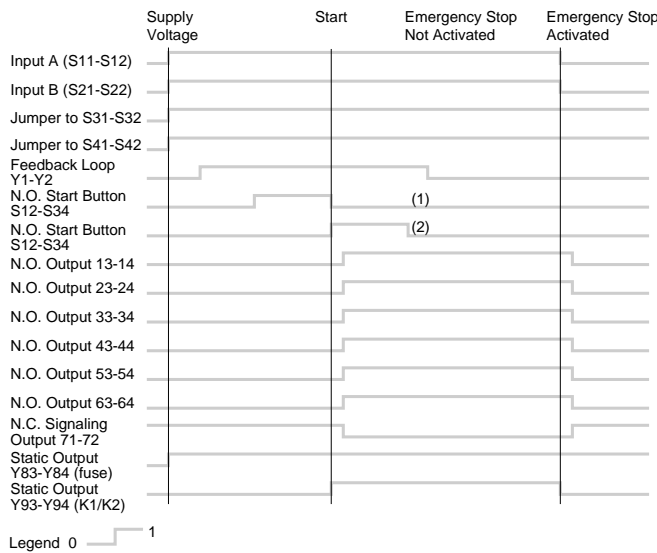 Supply
Voltage
Start
Emergency Stop
Not Activated
Emergency Stop
Activated
Input A (S11-S12)
Input B (S21-S22)
Jumper to S31-S32
Jumper to S41-S42
Feedback Loop
Y1-Y2
N.O. Start Button
S12-S34
(1)
N.O. Start Button
S12-S34
(2)
N.O. Output 13-14
N.O. Output 23-24
N.O. Output 33-34
N.O. Output 43-44
N.O. Output 53-54
N.O. Output 63-64
N.C. Signaling
Output 71-72
Static Output
Y83-Y84 (fuse)
Static Output
Y93-Y94 (K1/K2)
Legend 0 1